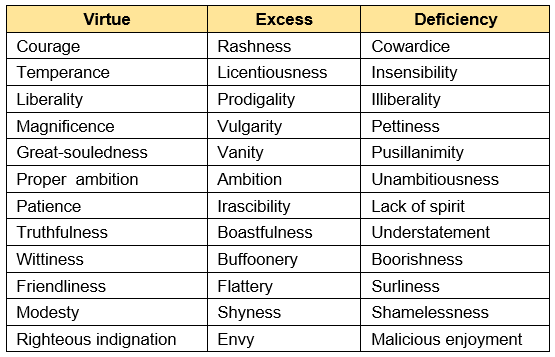 Virtue Excess Deficiency
Courage Rashness Cowardice
Temperance Licentiousness Insensibility
Liberality Prodigality Illiberality
Magnificence Vulgarity Pettiness
Great-souledness Vanity Pusillanimity
Proper ambition Ambition Unambitiousness
Patience Irascibility Lack of spirit
Truthfulness Boastfulness Understatement
Wittiness Buffoonery Boorishness
Friendliness Flattery Surliness
Modesty Shyness Shamelessness
Righteous indignation Envy Malicious enjoyment